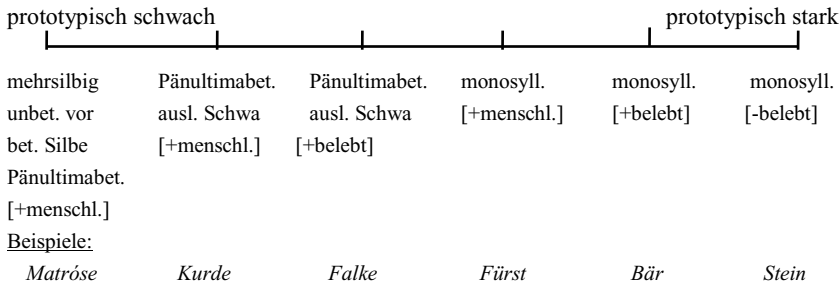 prototypisch schwach prototypisch stark
mehrsilbig Pänultimabet. Pänultimabet. monosyll. monosyll. monosyll.
unbet. vor ausl. Schwa ausl. Schwa [+menschl.] [+belebt] [-belebt]
bet. Silbe [+menschl.] [+belebt]
Pänultimabet.
[+menschl.]
Beispiele:
Matróse Kurde Falke Fürst Bär Stein